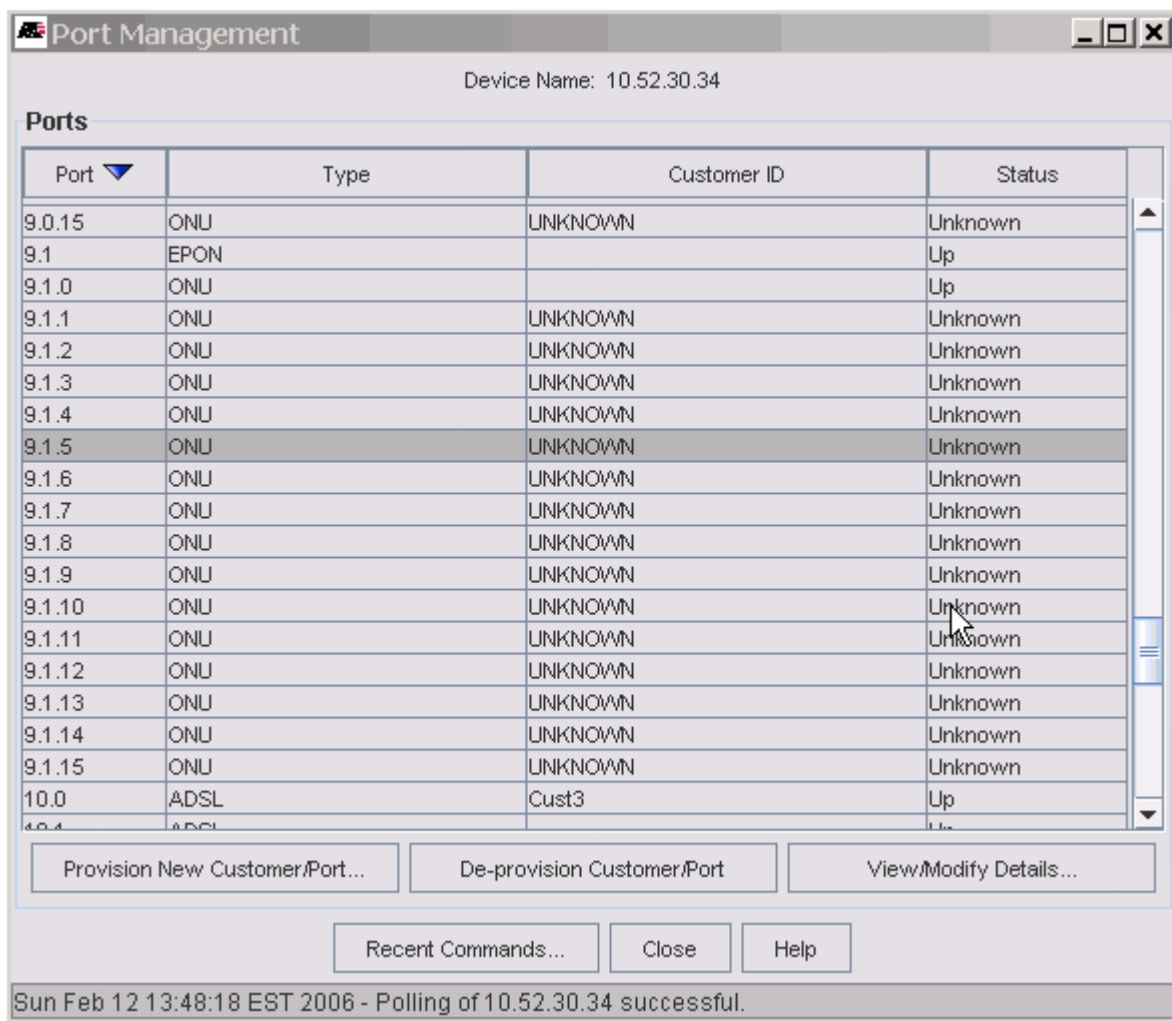 Port Management
Device Name: 10.52.30.34
Ports
Port Type Customer ID Status
9.0.15 ONU UNKNOWN Unknown
9.1 EPON Up
9.1.0 ONU Up
9.1.1 ONU UNKNOWN Unknown
9.1.2 ONU UNKNOWN Unknown
9.1.3 ONU UNKNOWN Unknown
9.1.4 ONU UNKNOWN Unknown
9.1.5 ONU UNKNOWN Unknown
9.1.6 ONU UNKNOWN Unknown
9.1.7 ONU UNKNOWN Unknown
9.1.8 ONU UNKNOWN Unknown
9.1.9 ONU UNKNOWN Unknown
9.1.10 ONU UNKNOWN Unknown
9.1.11 ONU UNKNOWN Unknown
9.1.12 ONU UNKNOWN Unknown
9.1.13 ONU UNKNOWN Unknown
9.1.14 ONU UNKNOWN Unknown
9.1.15 ONU UNKNOWN Unknown
10.0 ADSL Cust3 Up
Provision New Customer/Port... De-provision Customer/Port View/Modify Details...
Recent Commands... Close Help
Sun Feb 12 13:48:18 EST 2006 - Polling of 10.52.30.34 successful.